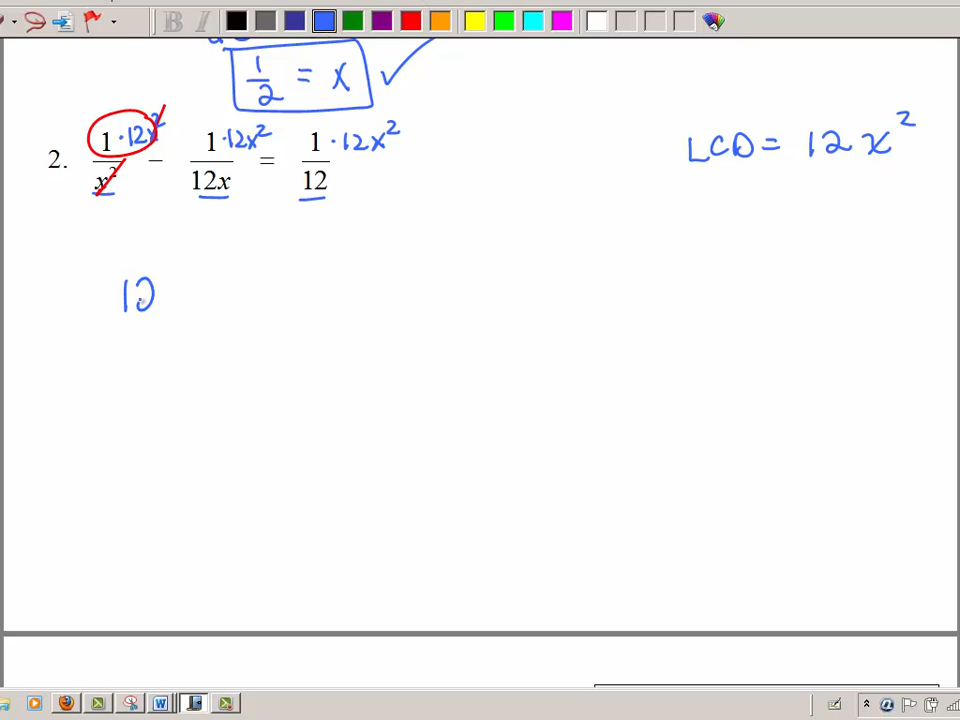 1/2 = x ✓
2. 1·12x²/x² − 1·12x²/12x = 1·12x²/12
LCD = 12x²
12